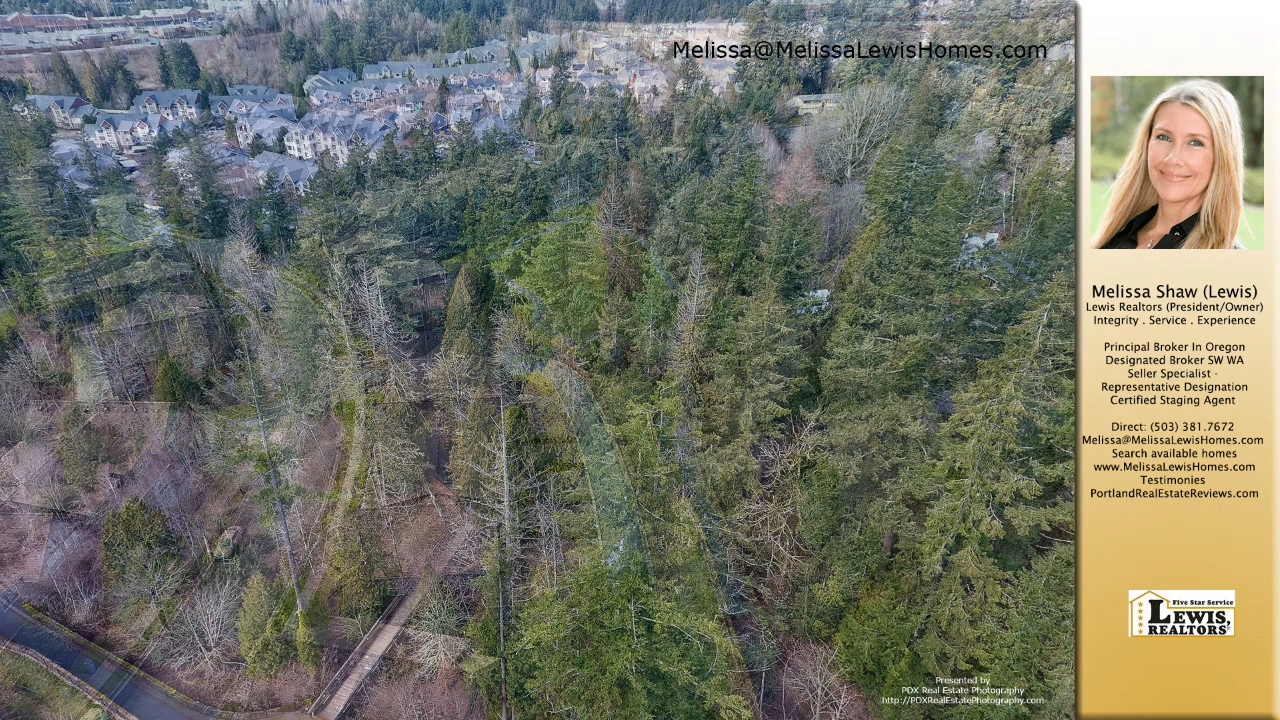 Melissa@MelissaLewisHomes.com
Melissa Shaw (Lewis)
Lewis Realtors (President/Owner)
Integrity . Service . Experience
Principal Broker In Oregon
Designated Broker SW WA
Seller Specialist -
Representative Designation
Certified Staging Agent
Direct: (503) 381.7672
Melissa@MelissaLewisHomes.com
Search available homes
www.MelissaLewisHomes.com
Testimonies
PortlandRealEstateReviews.com
Five Star Service
LEWIS,
REALTORS
Presented by
PDX Real Estate Photography
http://PDXRealEstatePhotography.com